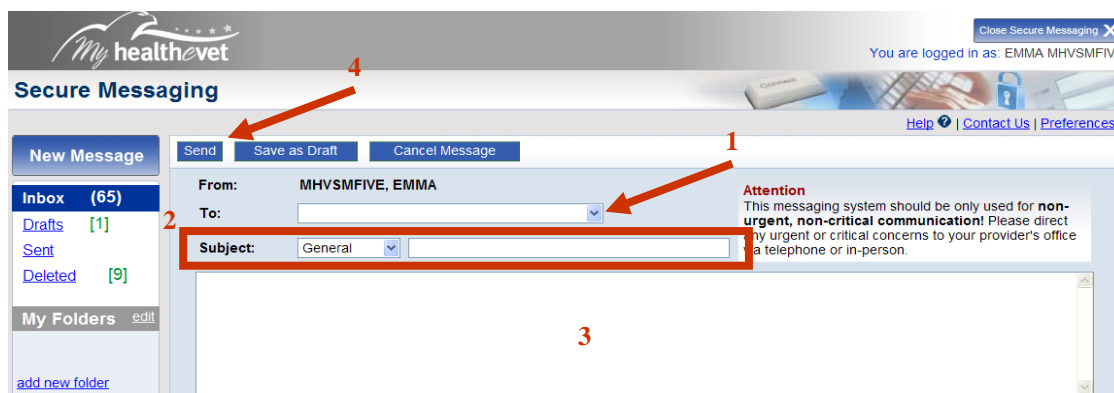 My healthevet
Close Secure Messaging X
You are logged in as: EMMA MHVSMFIV
4
Secure Messaging
Connect
Help ? | Contact Us | Preferences
New Message
Send Save as Draft Cancel Message
1
Inbox (65)
Drafts [1]
Sent
Deleted [9]
My Folders edit
add new folder
From: MHVSMFIVE, EMMA
To:
2
Subject: General
Attention
This messaging system should be only used for non-
urgent, non-critical communication! Please direct
any urgent or critical concerns to your provider's office
via telephone or in-person.
3